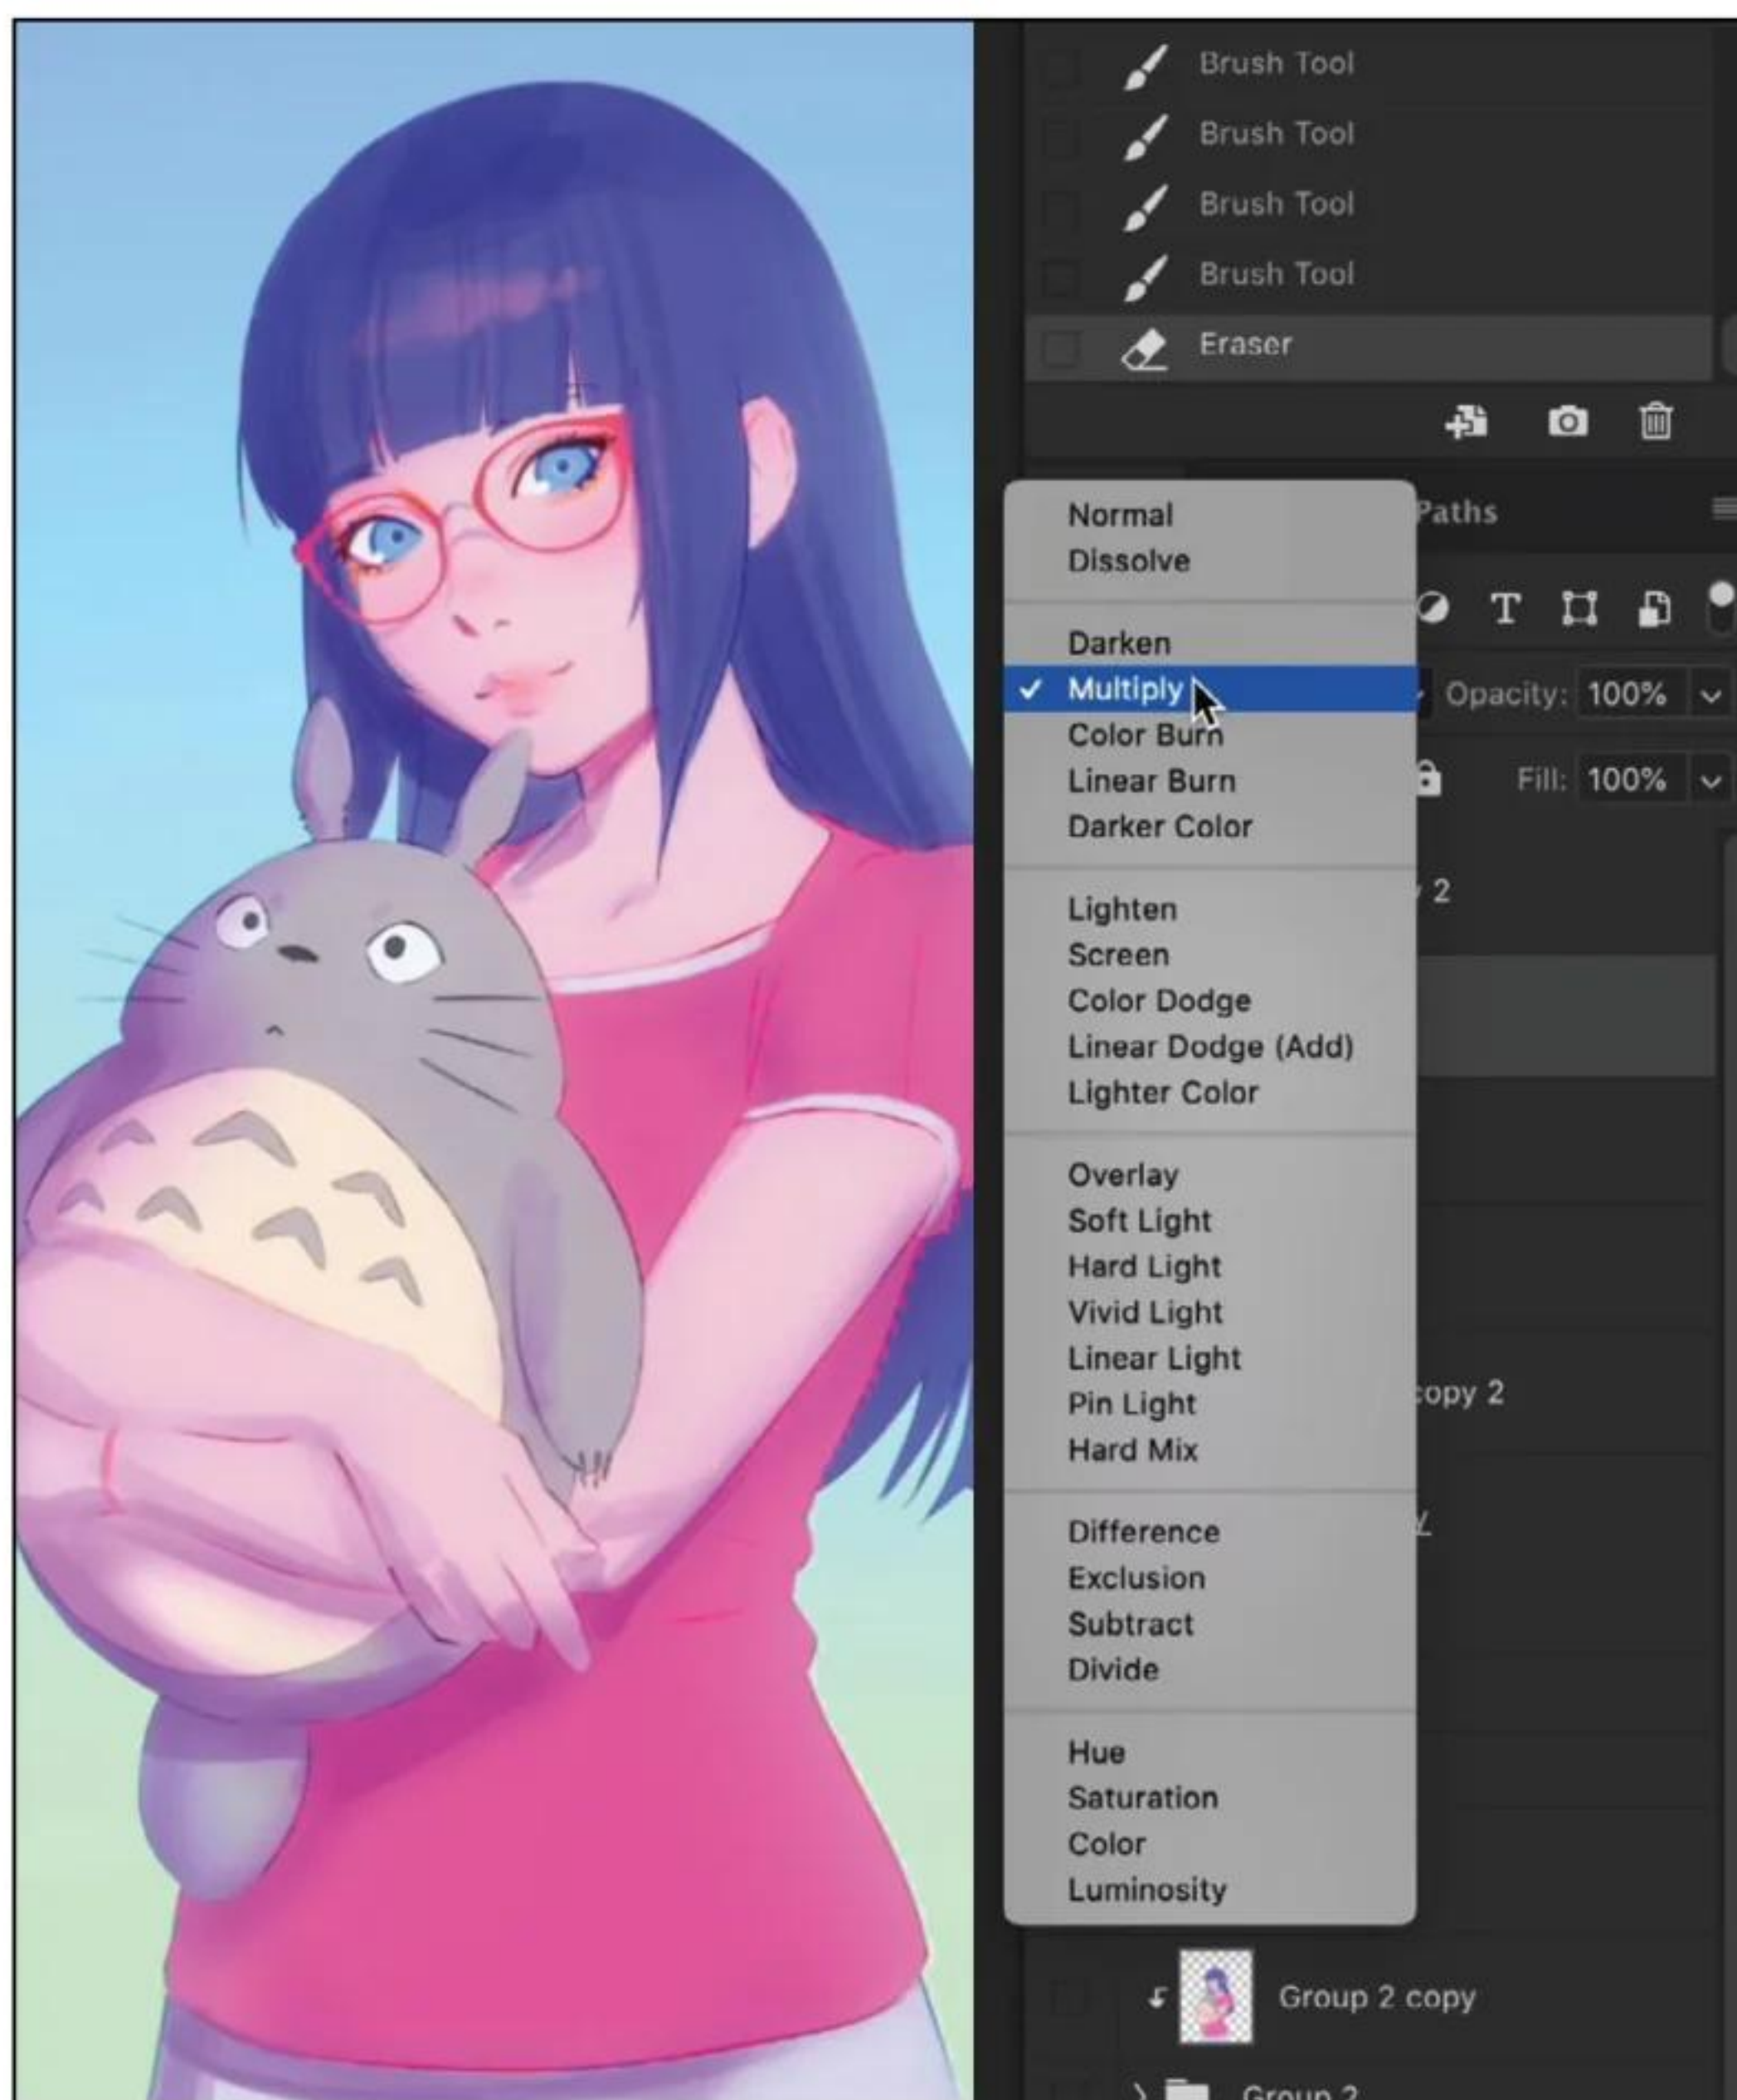 Brush Tool
Brush Tool
Brush Tool
Brush Tool
Eraser
Paths
Normal
Dissolve
Darken
Multiply
Color Burn
Linear Burn
Darker Color
Lighten
Screen
Color Dodge
Linear Dodge (Add)
Lighter Color
Overlay
Soft Light
Hard Light
Vivid Light
Linear Light
Pin Light
Hard Mix
Difference
Exclusion
Subtract
Divide
Hue
Saturation
Color
Luminosity
T
Opacity: 100%
Fill: 100%
2
copy 2
Group 2 copy
Group 2